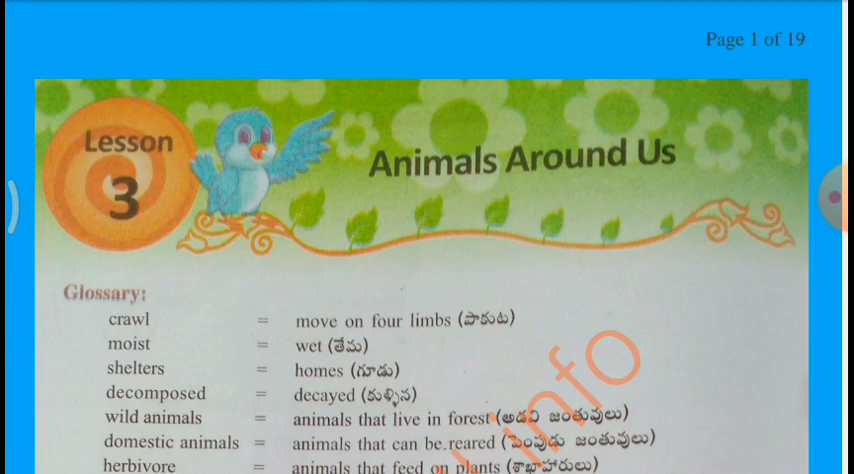 Page 1 of 19
Lesson
3
Animals Around Us
Glossary:
crawl = move on four limbs (పాకుట)
moist = wet (తేమ)
shelters = homes (గూడు)
decomposed = decayed (కుళ్ళిన)
wild animals = animals that live in forest (అడవి జంతువులు)
domestic animals = animals that can be.reared (పెంపుడు జంతువులు)
herbivore = animals that feed on plants (శాఖాహారులు)
info